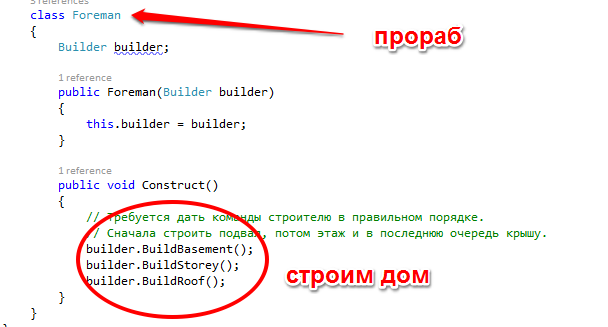 3 references
class Foreman
прораб
{
Builder builder;
1 reference
public Foreman(Builder builder)
{
this.builder = builder;
}
1 reference
public void Construct()
{
// Требуется дать команды строителю в правильном порядке.
// Сначала строить подвал, потом этаж и в последнюю очередь крышу.
builder.BuildBasement();
builder.BuildStorey();
builder.BuildRoof();
строим дом
}
}